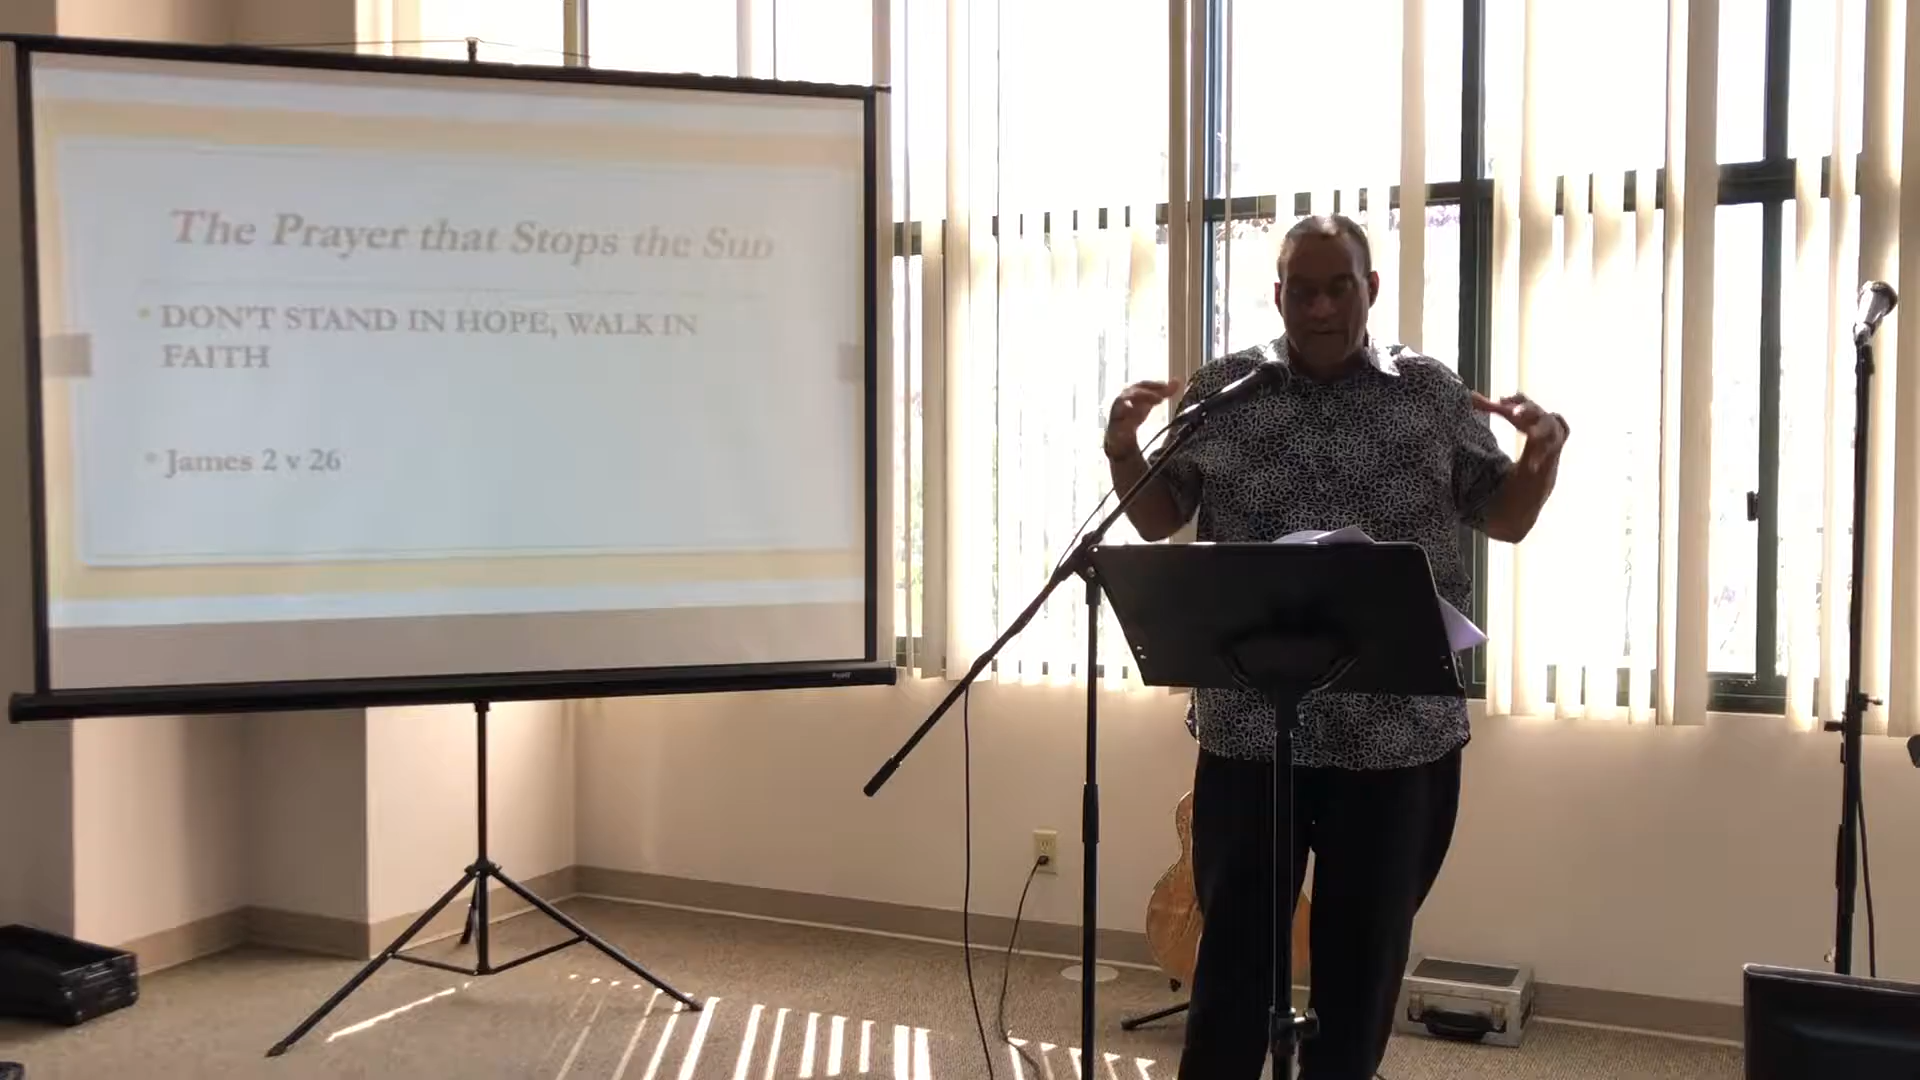 The Prayer that Stops the Sun
DON'T STAND IN HOPE, WALK IN
FAITH
James 2 v 26